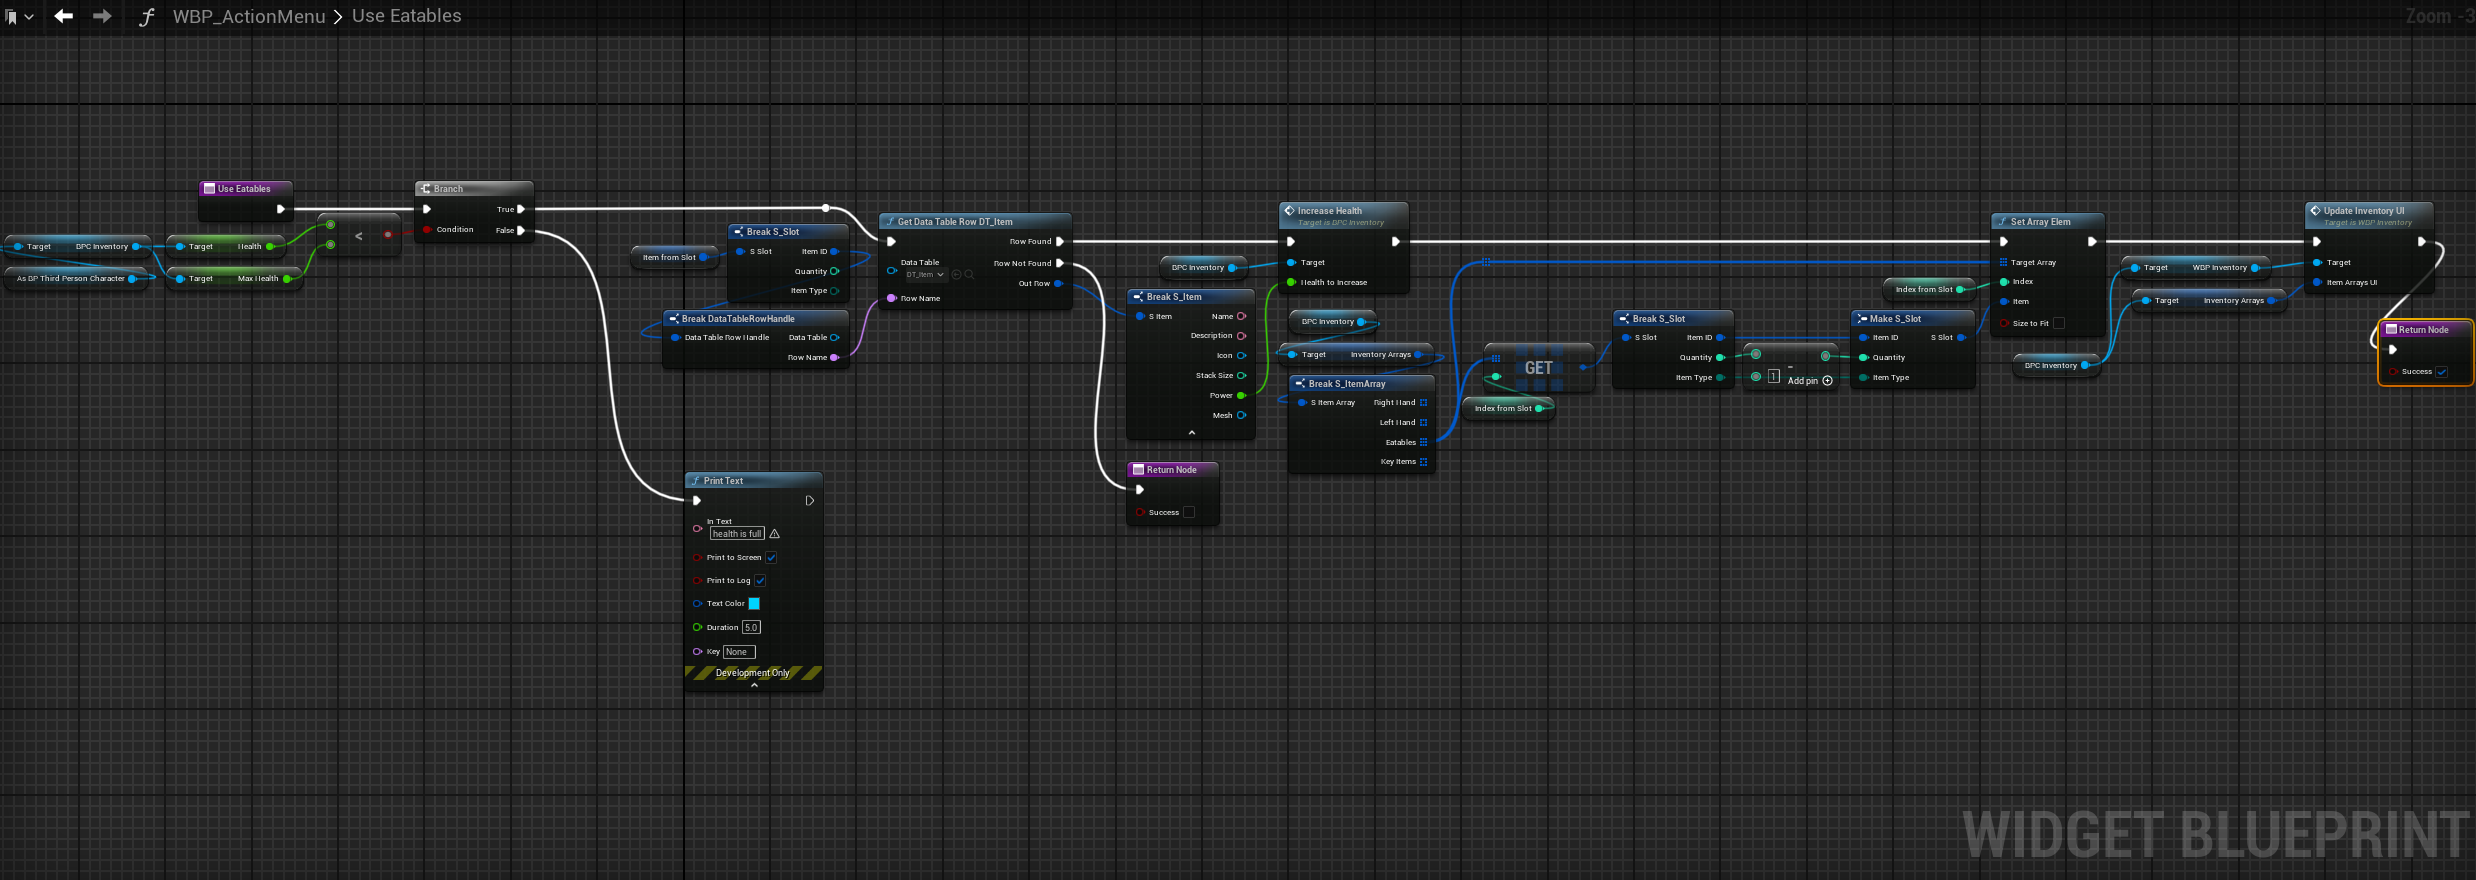 WBP_ActionMenu > Use Eatables
Zoom -3
Use Eatables
Target BPC Inventory
As BP Third Person Character
Target Health
Target Max Health
<
Branch
True
Condition False
Item from Slot
Break S_Slot
S Slot Item ID
Quantity
Item Type
Break DataTableRowHandle
Data Table Row Handle Data Table
Row Name
Get Data Table Row DT_Item
Row Found
Row Not Found
Data Table
DT_Item
Out Row
Row Name
Print Text
In Text
health is full
Print to Screen
Print to Log
Text Color
Duration 5.0
Key None
Development Only
Break S_Item
S Item Name
Description
Icon
Stack Size
Power
Mesh
Return Node
Success
BPC Inventory
Increase Health
Target is BPC Inventory
Target
Health to Increase
BPC Inventory
Target Inventory Arrays
Break S_ItemArray
S Item Array Right Hand
Left Hand
Eatables
Key Items
GET
Index from Slot
Break S_Slot
S Slot Item ID
Quantity
Item Type
-
1 Add pin
Make S_Slot
Item ID S Slot
Quantity
Item Type
Index from Slot
Set Array Elem
Target Array
Index
Item
Size to Fit
BPC Inventory
Target WBP Inventory
Target Inventory Arrays
Update Inventory UI
Target is WBP Inventory
Target
Item Arrays UI
Return Node
Success
WIDGET BLUEPRINT